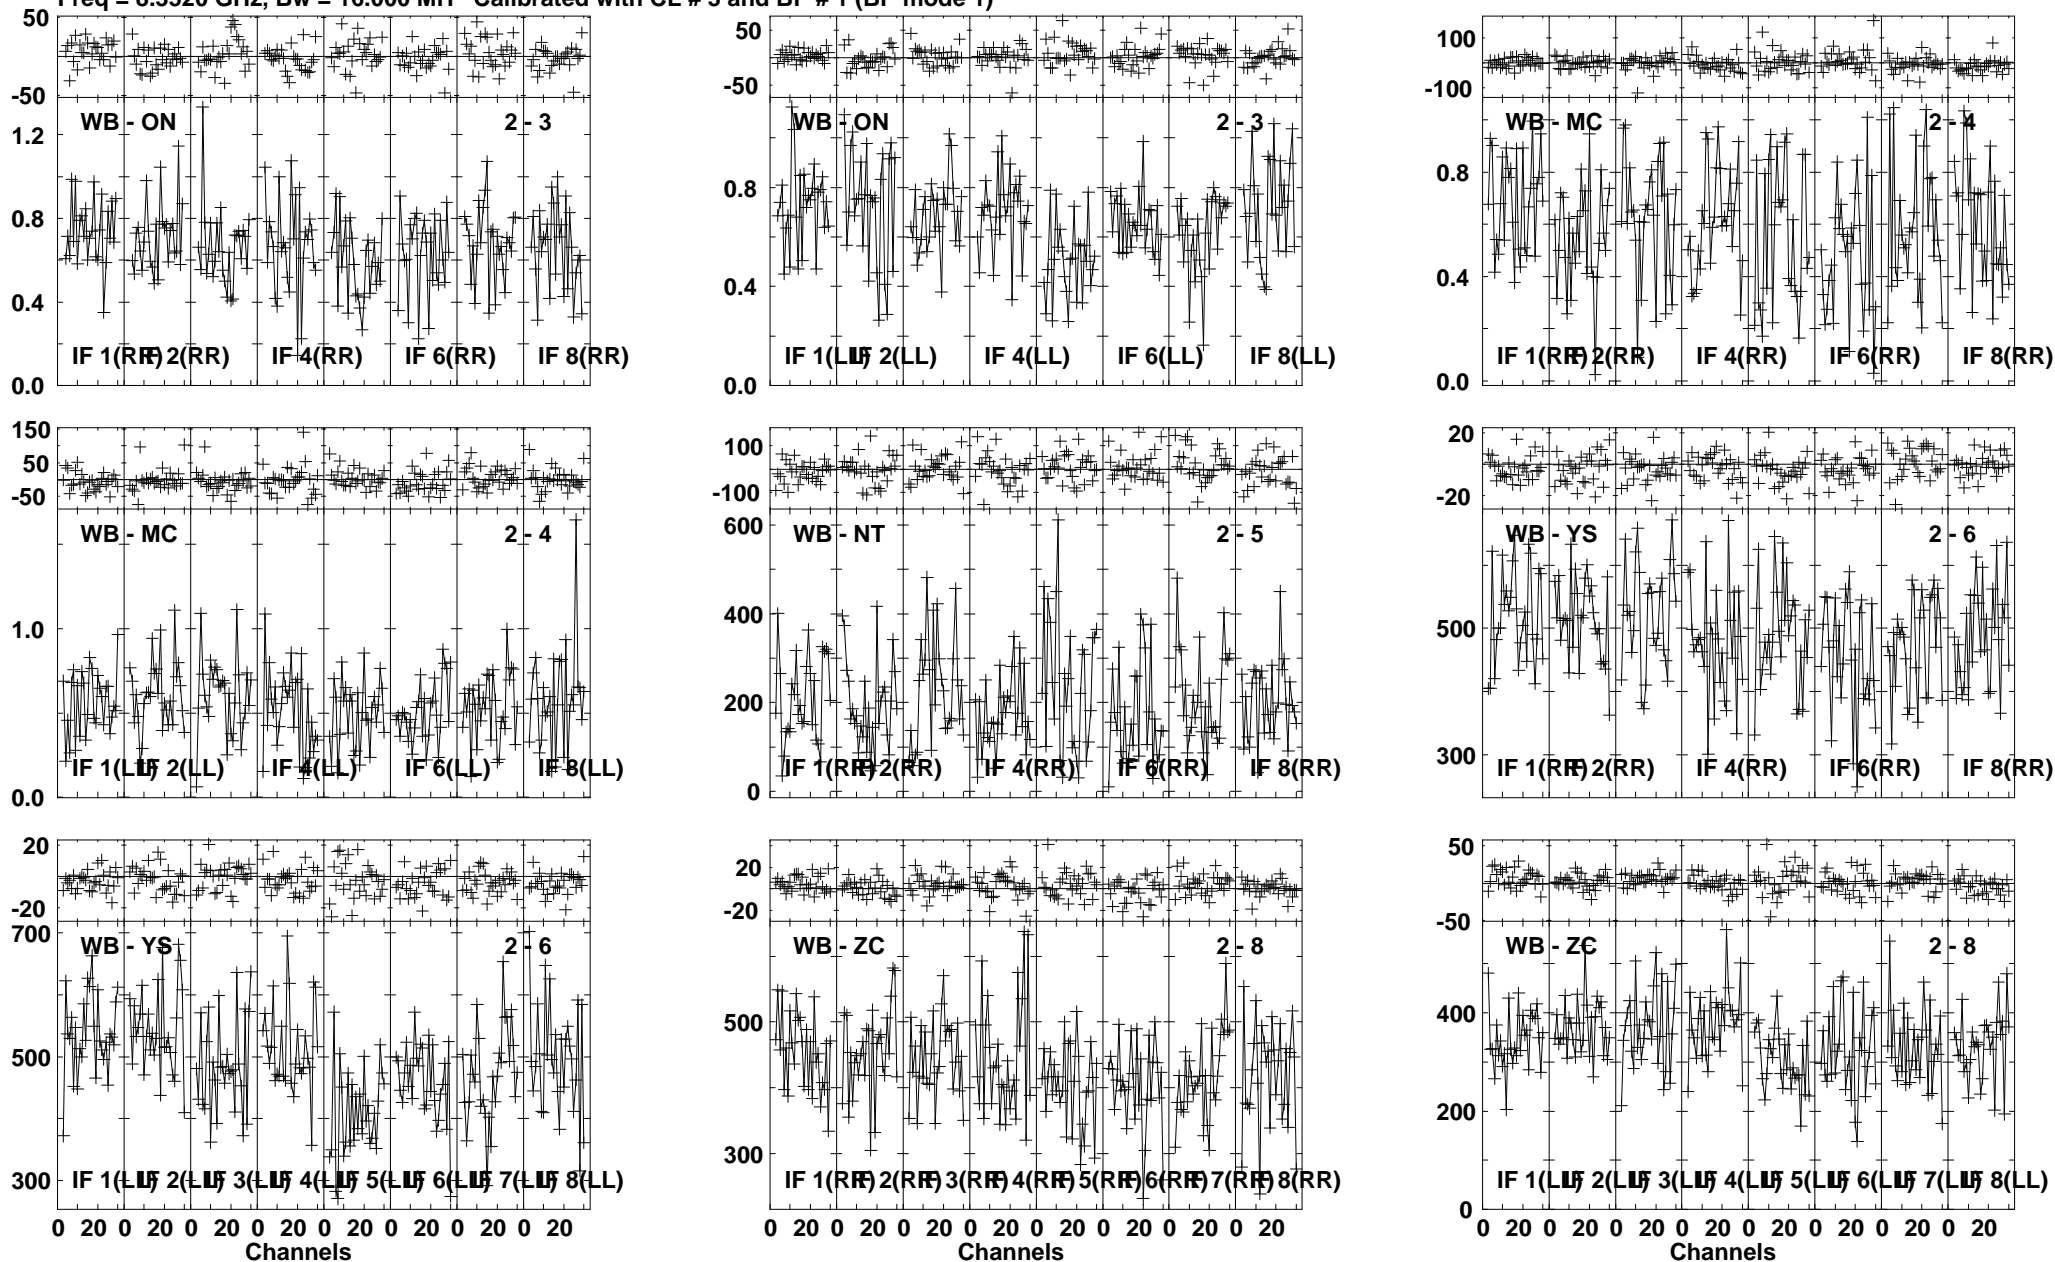 Freq = 8.3520 GHz, Bw = 16.000 MH Calibrated with CL # 3 and BP # 1 (BP mode 1)
50
-50
WB - ON 2 - 3
1.2
0.8
0.4
0.0
IF 1(RR) IF 2(RR) IF 4(RR) IF 6(RR) IF 8(RR)
50
-50
WB - ON 2 - 3
0.8
0.4
0.0
IF 1(LL) IF 2(LL) IF 4(LL) IF 6(LL) IF 8(LL)
100
-100
WB - MC 2 - 4
0.8
0.4
0.0
IF 1(RR) IF 2(RR) IF 4(RR) IF 6(RR) IF 8(RR)
150
50
-50
WB - MC 2 - 4
1.0
0.0
IF 1(LL) IF 2(LL) IF 4(LL) IF 6(LL) IF 8(LL)
100
-100
WB - NT 2 - 5
600
400
200
0
IF 1(RR) IF 2(RR) IF 4(RR) IF 6(RR) IF 8(RR)
20
-20
WB - YS 2 - 6
500
300
IF 1(RR) IF 2(RR) IF 4(RR) IF 6(RR) IF 8(RR)
20
-20
700
WB - YS 2 - 6
500
300
IF 1(LL) IF 2(LL) IF 3(LL) IF 4(LL) IF 5(LL) IF 6(LL) IF 7(LL) IF 8(LL)
0 20 0 20 0 20 0 20 0 20 0 20 0 20 0 20
Channels
20
-20
WB - ZC 2 - 8
500
300
IF 1(RR) IF 2(RR) IF 3(RR) IF 4(RR) IF 5(RR) IF 6(RR) IF 7(RR) IF 8(RR)
0 20 0 20 0 20 0 20 0 20 0 20 0 20 0 20
Channels
50
-50
WB - ZC 2 - 8
400
200
0
IF 1(LL) IF 2(LL) IF 3(LL) IF 4(LL) IF 5(LL) IF 6(LL) IF 7(LL) IF 8(LL)
0 20 0 20 0 20 0 20 0 20 0 20 0 20 0 20
Channels